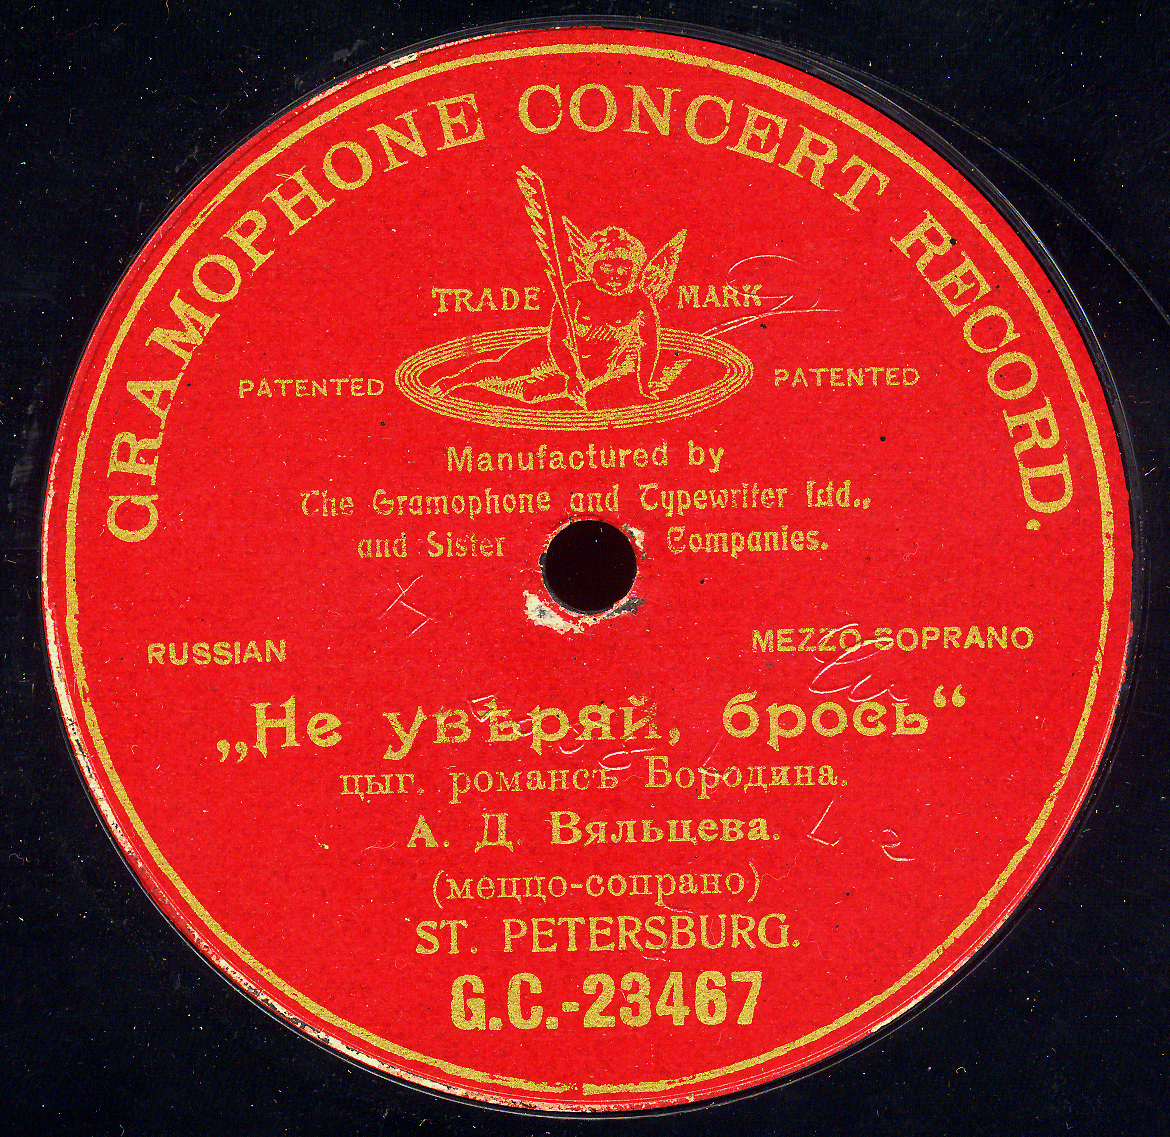 GRAMOPHONE CONCERT RECORD.
TRADE MARK
PATENTED PATENTED
Manufactured by
The Gramophone and Typewriter Ltd.,
and Sister Companies.
RUSSIAN MEZZO-SOPRANO
„Не увѣряй, брось“
цыг. романсъ Бородина.
А. Д. Вяльцева.
(меццо-сопрано)
ST. PETERSBURG.
G.C.-23467